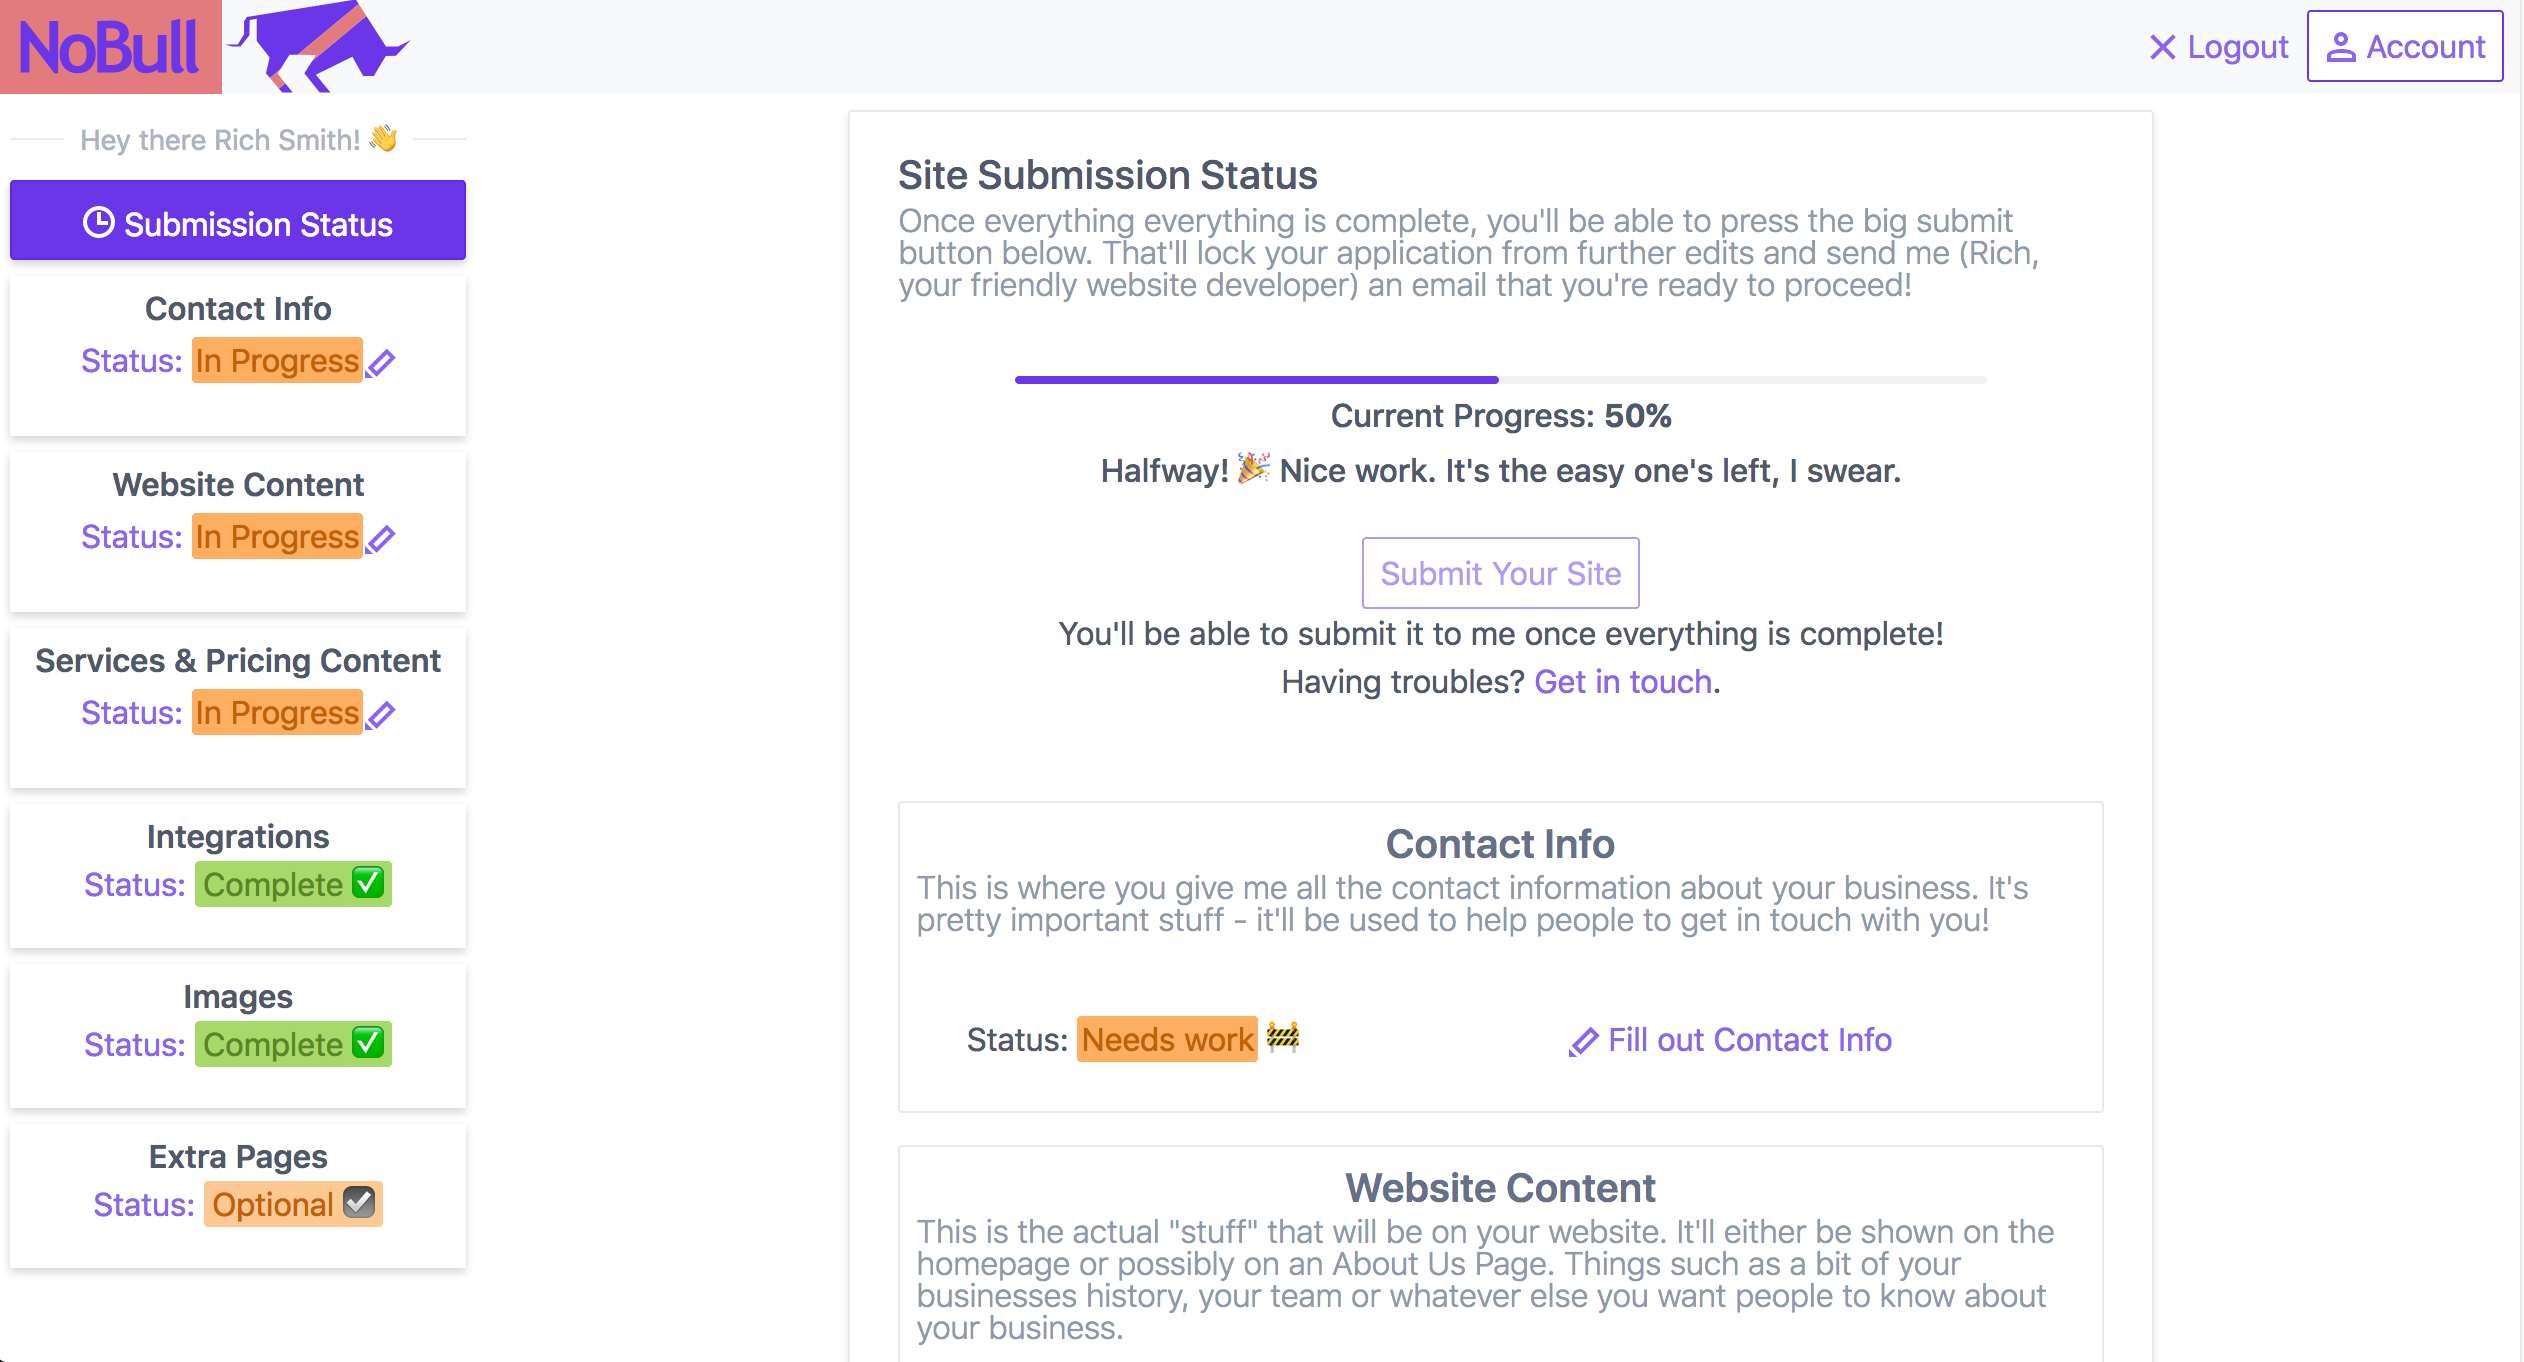 NoBull
Logout
Account
Hey there Rich Smith! 👋
Submission Status
Contact Info
Status: In Progress
Website Content
Status: In Progress
Services & Pricing Content
Status: In Progress
Integrations
Status: Complete ✅
Images
Status: Complete ✅
Extra Pages
Status: Optional ☑️
Site Submission Status
Once everything everything is complete, you'll be able to press the big submit
button below. That'll lock your application from further edits and send me (Rich,
your friendly website developer) an email that you're ready to proceed!
Current Progress: 50%
Halfway! 🎉 Nice work. It's the easy one's left, I swear.
Submit Your Site
You'll be able to submit it to me once everything is complete!
Having troubles? Get in touch.
Contact Info
This is where you give me all the contact information about your business. It's
pretty important stuff - it'll be used to help people to get in touch with you!
Status: Needs work 🚧
Fill out Contact Info
Website Content
This is the actual "stuff" that will be on your website. It'll either be shown on the
homepage or possibly on an About Us Page. Things such as a bit of your
businesses history, your team or whatever else you want people to know about
your business.